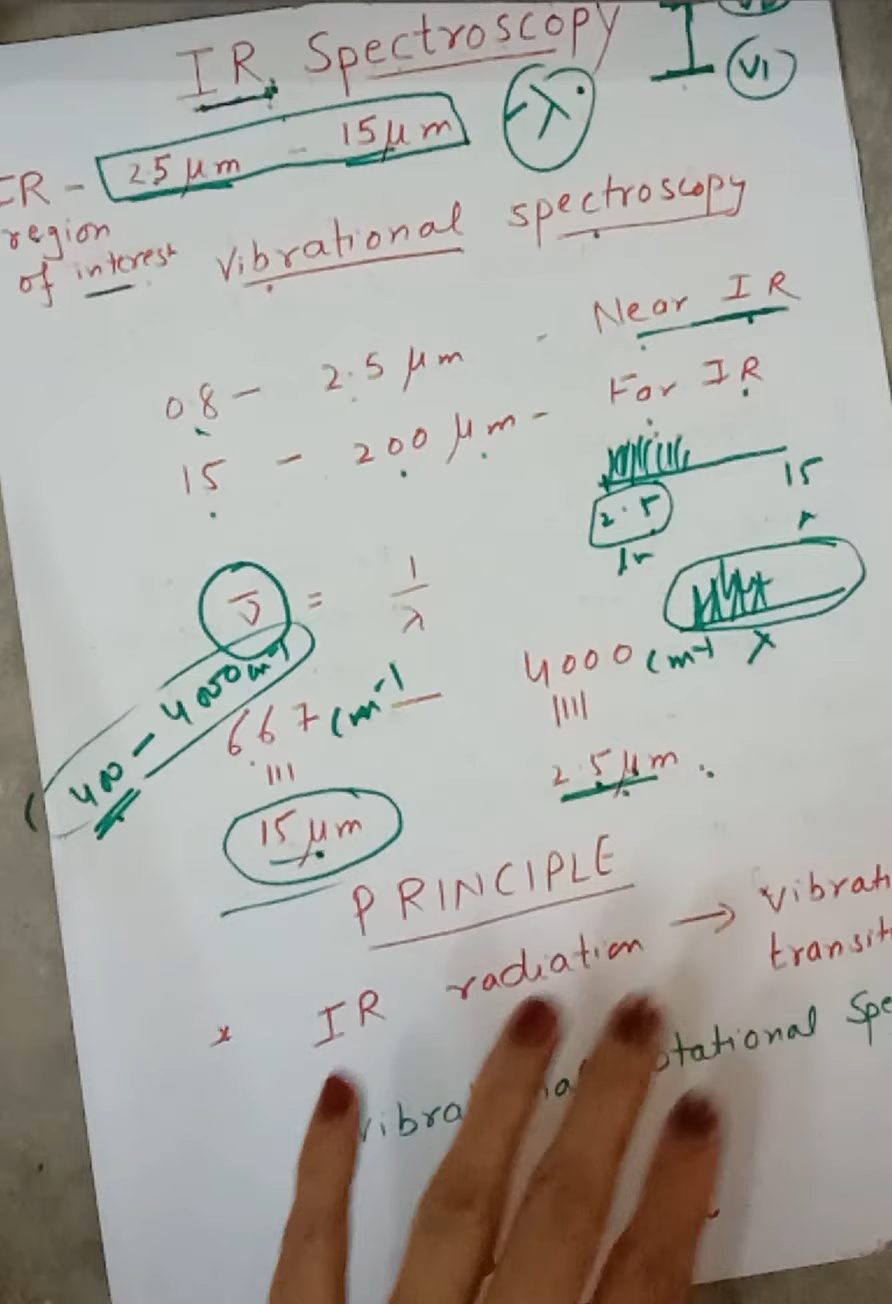 IR Spectroscopy
V1
2.5 μm - 15 μm
λ
IR -
region
of interest
Vibrational spectroscopy
0.8 - 2.5 μm - Near IR
15 - 200 μm - Far IR
2.5
15
ν̄ = 1/λ
400 - 4000 cm⁻¹
667 cm⁻¹ — 4000 cm⁻¹
15 μm
2.5 μm
PRINCIPLE
* IR radiation →